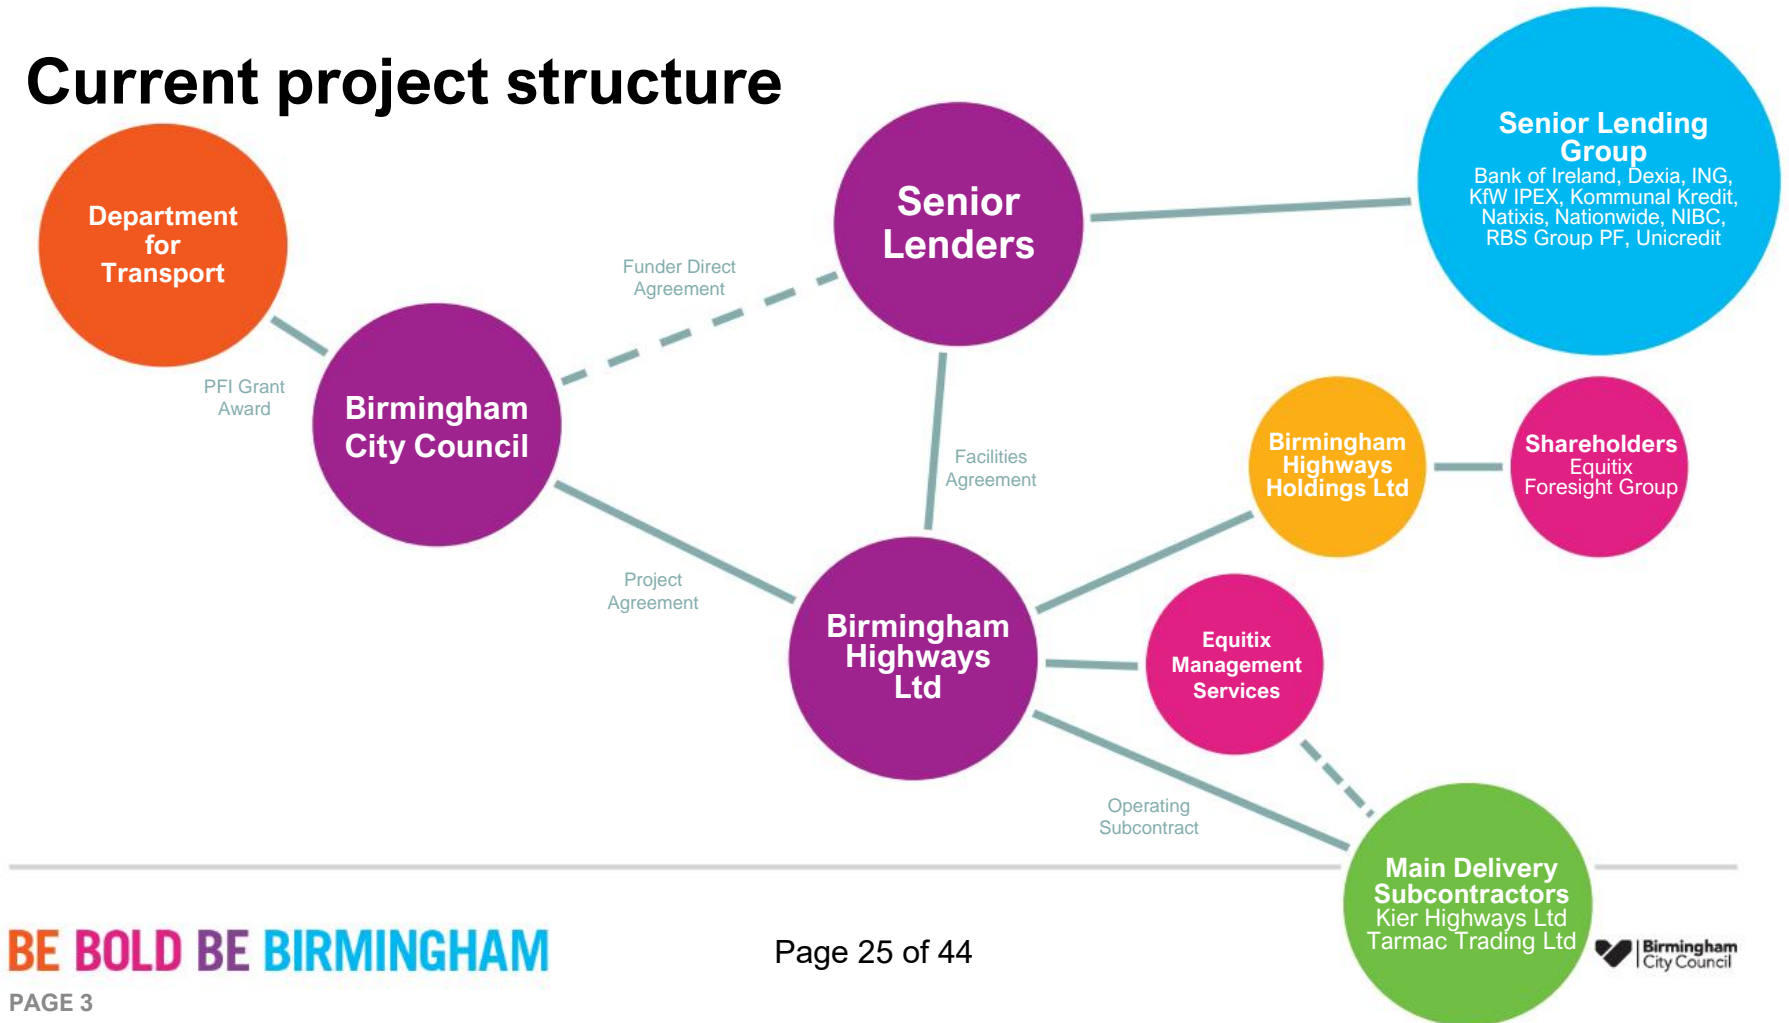 Current project structure
Department
for
Transport
PFI Grant
Award
Birmingham
City Council
Funder Direct
Agreement
Senior
Lenders
Senior Lending
Group
Bank of Ireland, Dexia, ING,
KfW IPEX, Kommunal Kredit,
Natixis, Nationwide, NIBC,
RBS Group PF, Unicredit
Facilities
Agreement
Project
Agreement
Birmingham
Highways
Ltd
Birmingham
Highways
Holdings Ltd
Shareholders
Equitix
Foresight Group
Equitix
Management
Services
Operating
Subcontract
Main Delivery
Subcontractors
Kier Highways Ltd
Tarmac Trading Ltd
BE BOLD BE BIRMINGHAM
Page 25 of 44
Birmingham
City Council
PAGE 3